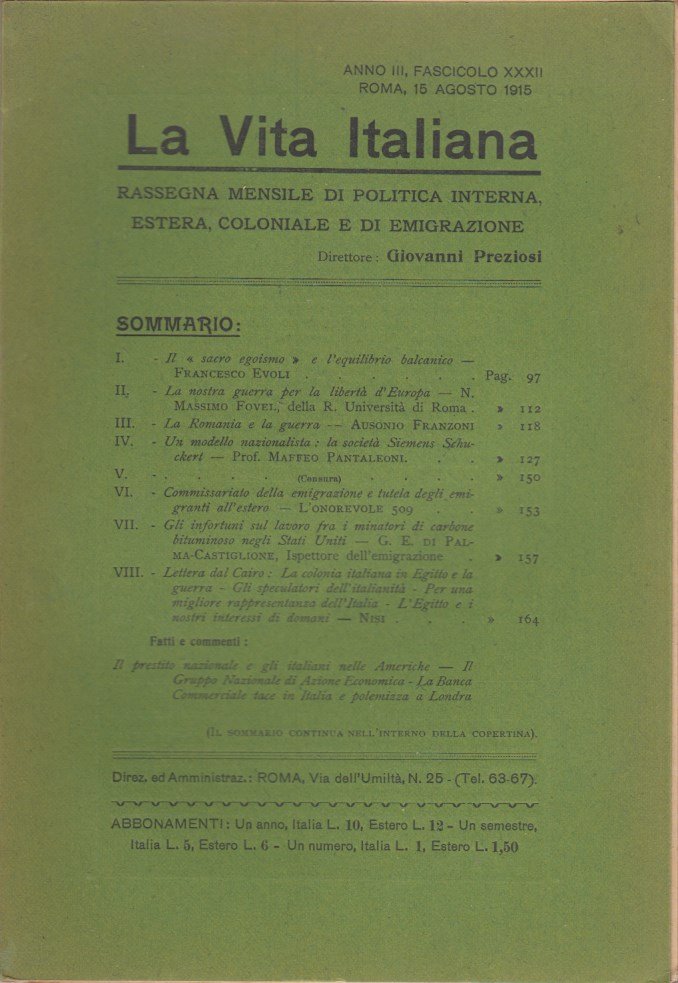 ANNO III, FASCICOLO XXXII
ROMA, 15 AGOSTO 1915
La Vita Italiana
RASSEGNA MENSILE DI POLITICA INTERNA,
ESTERA, COLONIALE E DI EMIGRAZIONE
Direttore: Giovanni Preziosi
SOMMARIO:
I. - Il « sacro egoismo » e l'equilibrio balcanico —
FRANCESCO EVOLI . . . . . . Pag. 97
II. - La nostra guerra per la libertà d'Europa — N.
MASSIMO FOVEL, della R. Università di Roma . » 112
III. - La Romania e la guerra — AUSONIO FRANZONI » 118
IV. - Un modello nazionalista: la società Siemens Schu-
ckert — Prof. MAFFEO PANTALEONI. . . » 127
V. - . . . . (Censura) . . . . » 150
VI. - Commissariato della emigrazione e tutela degli emi-
granti all'estero — L'ONOREVOLE 509 . . » 153
VII. - Gli infortuni sul lavoro fra i minatori di carbone
bituminoso negli Stati Uniti — G. E. DI PAL-
MA-CASTIGLIONE, Ispettore dell'emigrazione . » 157
VIII. - Lettera dal Cairo: La colonia italiana in Egitto e la
guerra - Gli speculatori dell'italianità - Per una
migliore rappresentanza dell'Italia - L'Egitto e i
nostri interessi di domani — NISI . . . » 164
Fatti e commenti:
Il prestito nazionale e gli italiani nelle Americhe — Il
Gruppo Nazionale di Azione Economica - La Banca
Commerciale tace in Italia e polemizza a Londra
(IL SOMMARIO CONTINUA NELL'INTERNO DELLA COPERTINA).
Direz. ed Amministraz.: ROMA, Via dell'Umiltà, N. 25 - (Tel. 63-67).
ABBONAMENTI: Un anno, Italia L. 10, Estero L. 12 - Un semestre,
Italia L. 5, Estero L. 6 - Un numero, Italia L. 1, Estero L. 1,50